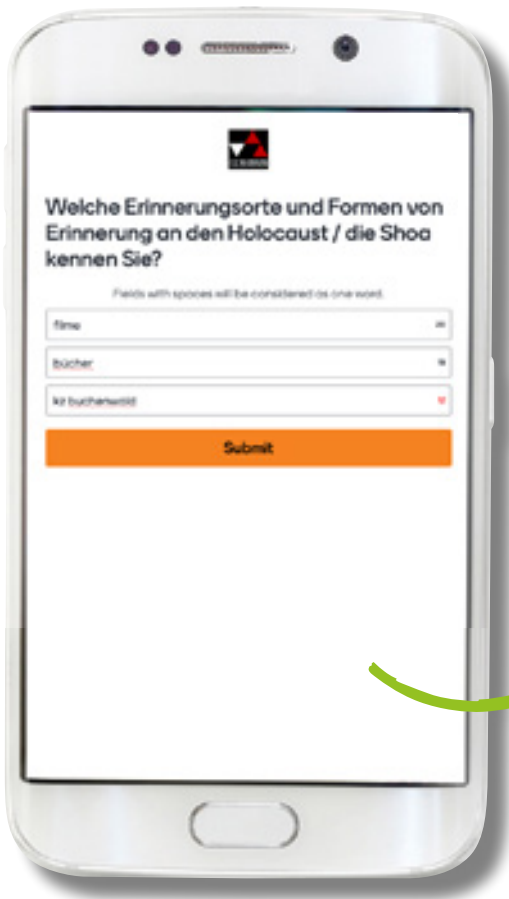 Welche Erinnerungsorte und Formen von
Erinnerung an den Holocaust / die Shoa
kennen Sie?
Fields with spaces will be considered as one word.
filme
bücher
kz buchenwald
Submit